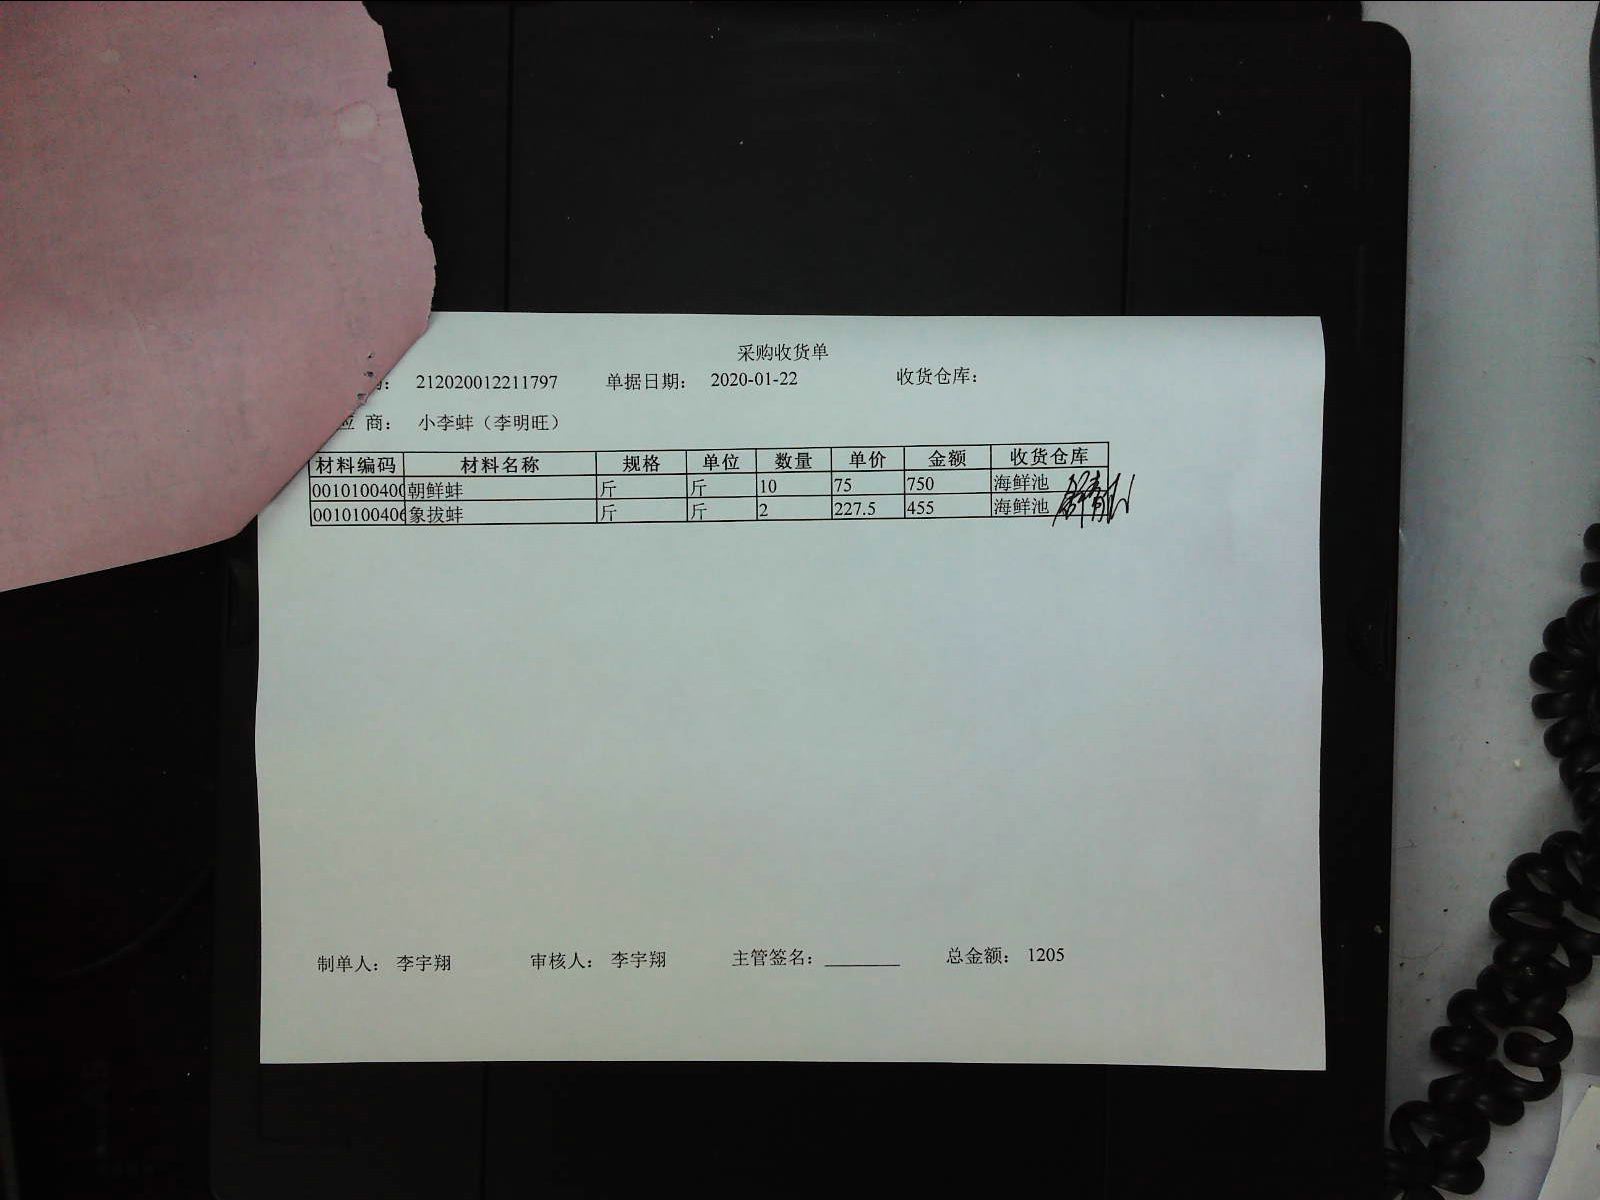 采购收货单
212020012211797 单据日期： 2020-01-22 收货仓库：
商： 小李蚌（李明旺）
材料编码 材料名称 规格 单位 数量 单价 金额 收货仓库
0010100400 朝鲜蚌 斤 斤 10 75 750 海鲜池
0010100406 象拔蚌 斤 斤 2 227.5 455 海鲜池
制单人： 李宇翔 审核人： 李宇翔 主管签名：________ 总金额： 1205